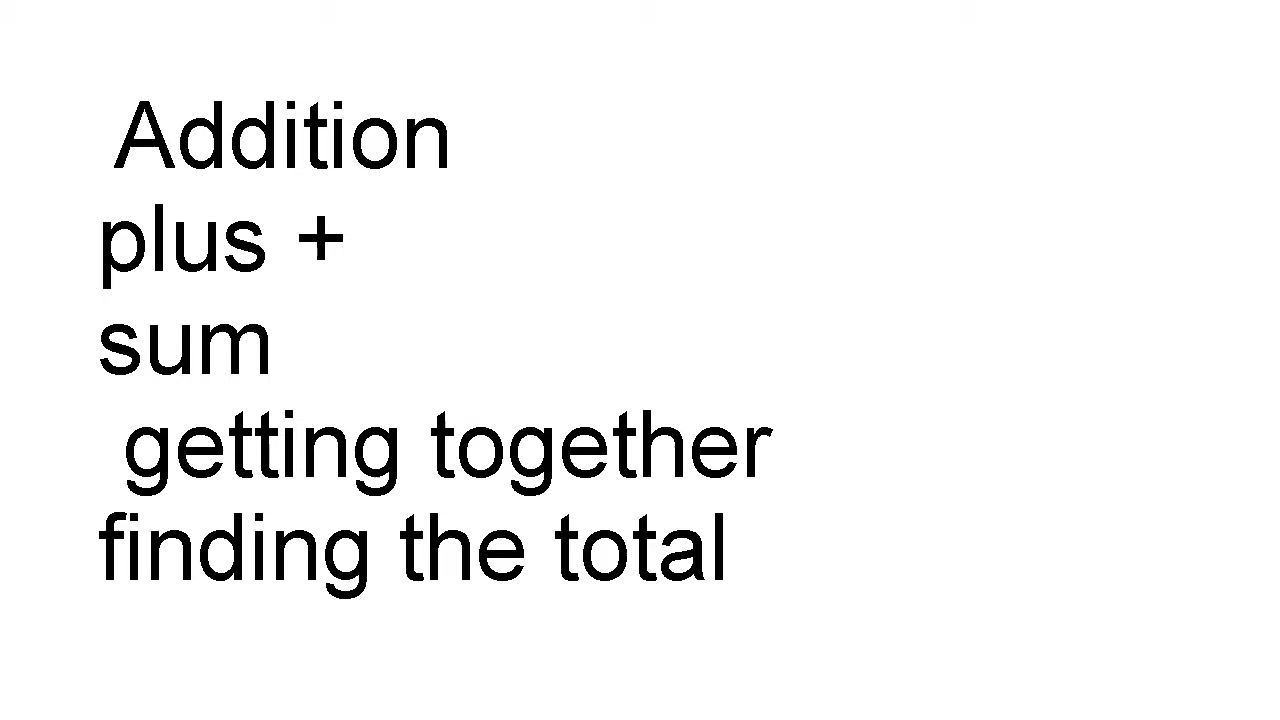 Addition
plus +
sum
getting together
finding the total